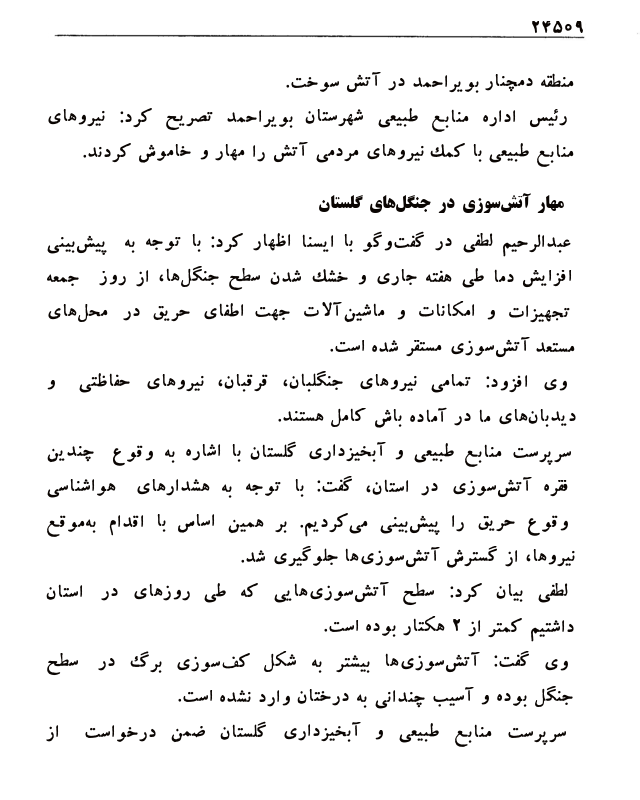 ۲۴۵۰۹
منطقه دمچنار بویراحمد در آتش سوخت.
رئیس اداره منابع طبیعی شهرستان بویراحمد تصریح کرد: نیروهای
منابع طبیعی با کمك نیروهای مردمی آتش را مهار و خاموش کردند.
مهار آتش‌سوزی در جنگل‌های گلستان
عبدالرحیم لطفی در گفت‌وگو با ایسنا اظهار کرد: با توجه به پیش‌بینی
افزایش دما طی هفته جاری و خشك شدن سطح جنگل‌ها، از روز جمعه
تجهیزات و امکانات و ماشین‌آلات جهت اطفای حریق در محل‌های
مستعد آتش‌سوزی مستقر شده است.
وی افزود: تمامی نیروهای جنگلبان، قرقبان، نیروهای حفاظتی و
دیدبان‌های ما در آماده باش کامل هستند.
سرپرست منابع طبیعی و آبخیزداری گلستان با اشاره به وقوع چندین
فقره آتش‌سوزی در استان، گفت: با توجه به هشدارهای هواشناسی
وقوع حریق را پیش‌بینی می‌کردیم. بر همین اساس با اقدام به‌موقع
نیروها، از گسترش آتش‌سوزی‌ها جلوگیری شد.
لطفی بیان کرد: سطح آتش‌سوزی‌هایی که طی روزهای در استان
داشتیم کمتر از ۲ هکتار بوده است.
وی گفت: آتش‌سوزی‌ها بیشتر به شکل کف‌سوزی برگ در سطح
جنگل بوده و آسیب چندانی به درختان وارد نشده است.
سرپرست منابع طبیعی و آبخیزداری گلستان ضمن درخواست از